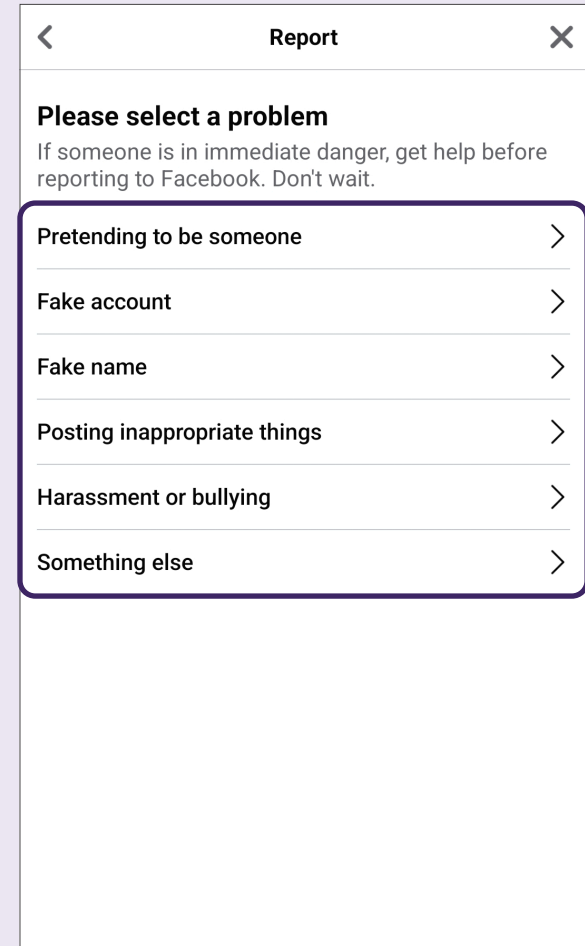 Report
Please select a problem
If someone is in immediate danger, get help before
reporting to Facebook. Don't wait.
Pretending to be someone
Fake account
Fake name
Posting inappropriate things
Harassment or bullying
Something else